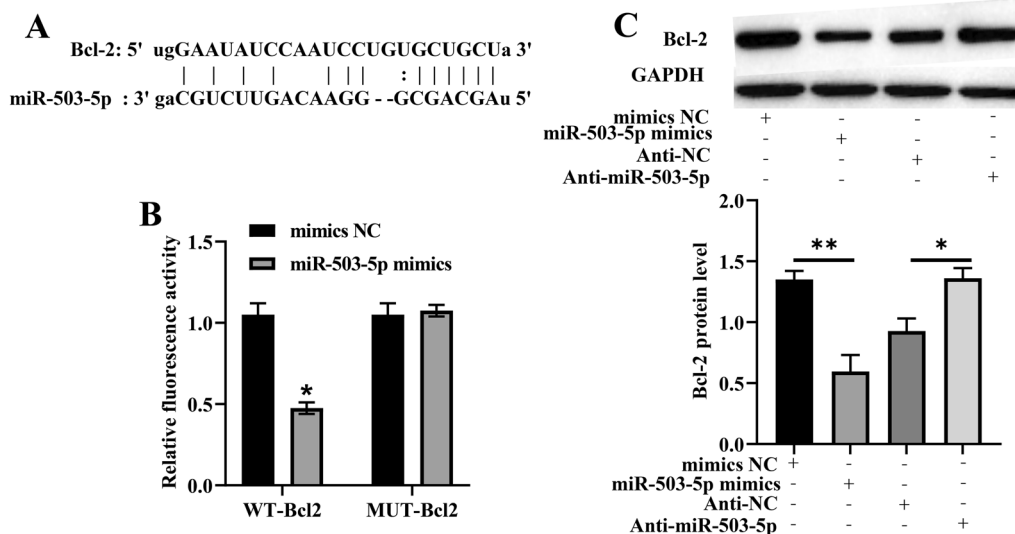 A
Bcl-2: 5' ugGAAUAUCCAAUCCUGUGCUGCUa 3'
| | | | | | | : | | | | | |
miR-503-5p : 3' gaCGUCUUGACAAGG - -GCGACGAu 5'
B
Relative fluorescence activity
1.5
1.0
0.5
0.0
mimics NC
miR-503-5p mimics
*
WT-Bcl2 MUT-Bcl2
C
Bcl-2
GAPDH
mimics NC + - - -
miR-503-5p mimics - + - -
Anti-NC - - + -
Anti-miR-503-5p - - - +
Bcl-2 protein level
2.0
1.5
1.0
0.5
0.0
** *
mimics NC + - - -
miR-503-5p mimics - + - -
Anti-NC - - + -
Anti-miR-503-5p - - - +